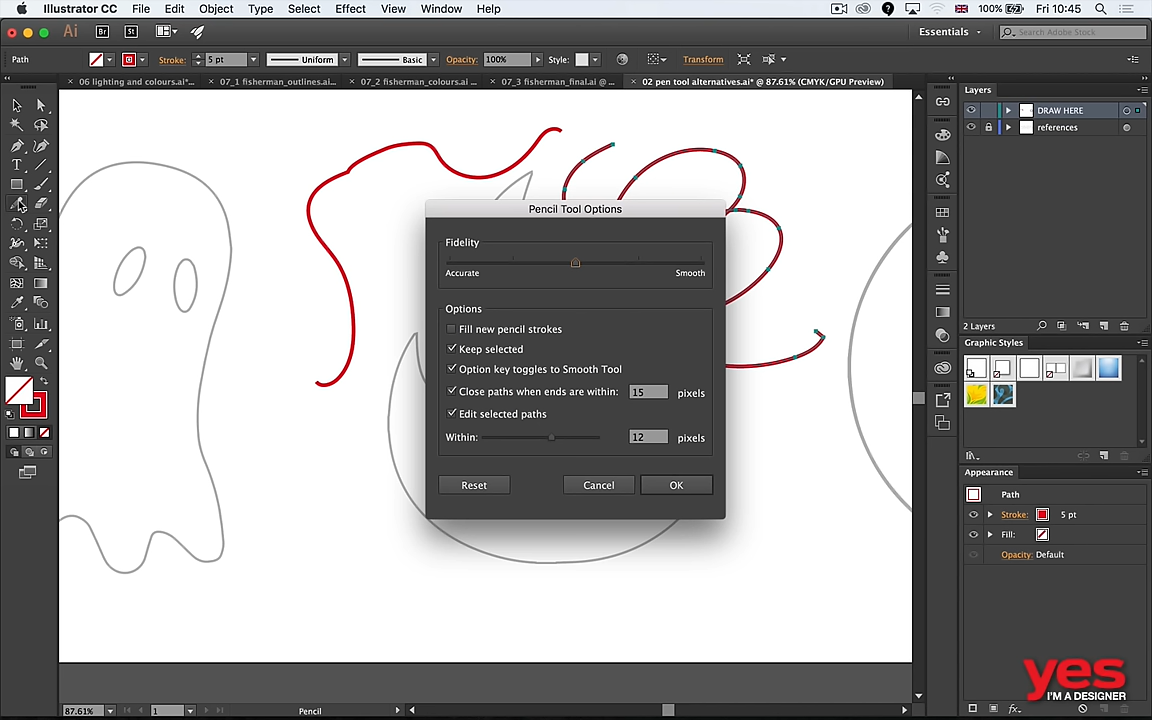 Illustrator CC File Edit Object Type Select Effect View Window Help 100% Fri 10:45
Ai Br St Essentials Search Adobe Stock
Path Stroke: 5 pt Uniform Basic Opacity: 100% Style: Transform
× 06 lighting and colours.ai*... × 07_1 fisherman_outlines.ai... × 07_2 fisherman_colours.ai ... × 07_3 fisherman_final.ai @ ... × 02 pen tool alternatives.ai* @ 87.61% (CMYK/GPU Preview)
Layers
DRAW HERE
references
2 Layers
Graphic Styles
Appearance
Path
Stroke: 5 pt
Fill:
Opacity: Default
fx
Pencil Tool Options
Fidelity
Accurate Smooth
Options
Fill new pencil strokes
Keep selected
Option key toggles to Smooth Tool
Close paths when ends are within: 15 pixels
Edit selected paths
Within: 12 pixels
Reset Cancel OK
87.61% 1 Pencil
yes
I'M A DESIGNER